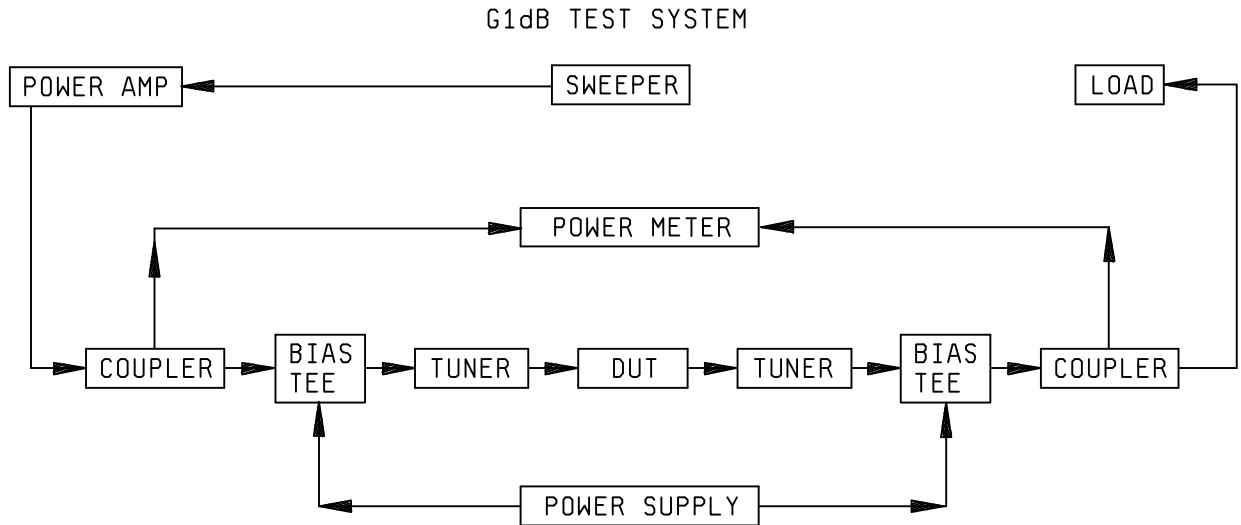 G1dB TEST SYSTEM
POWER AMP
SWEEPER
LOAD
POWER METER
COUPLER
BIAS
TEE
TUNER
DUT
TUNER
BIAS
TEE
COUPLER
POWER SUPPLY